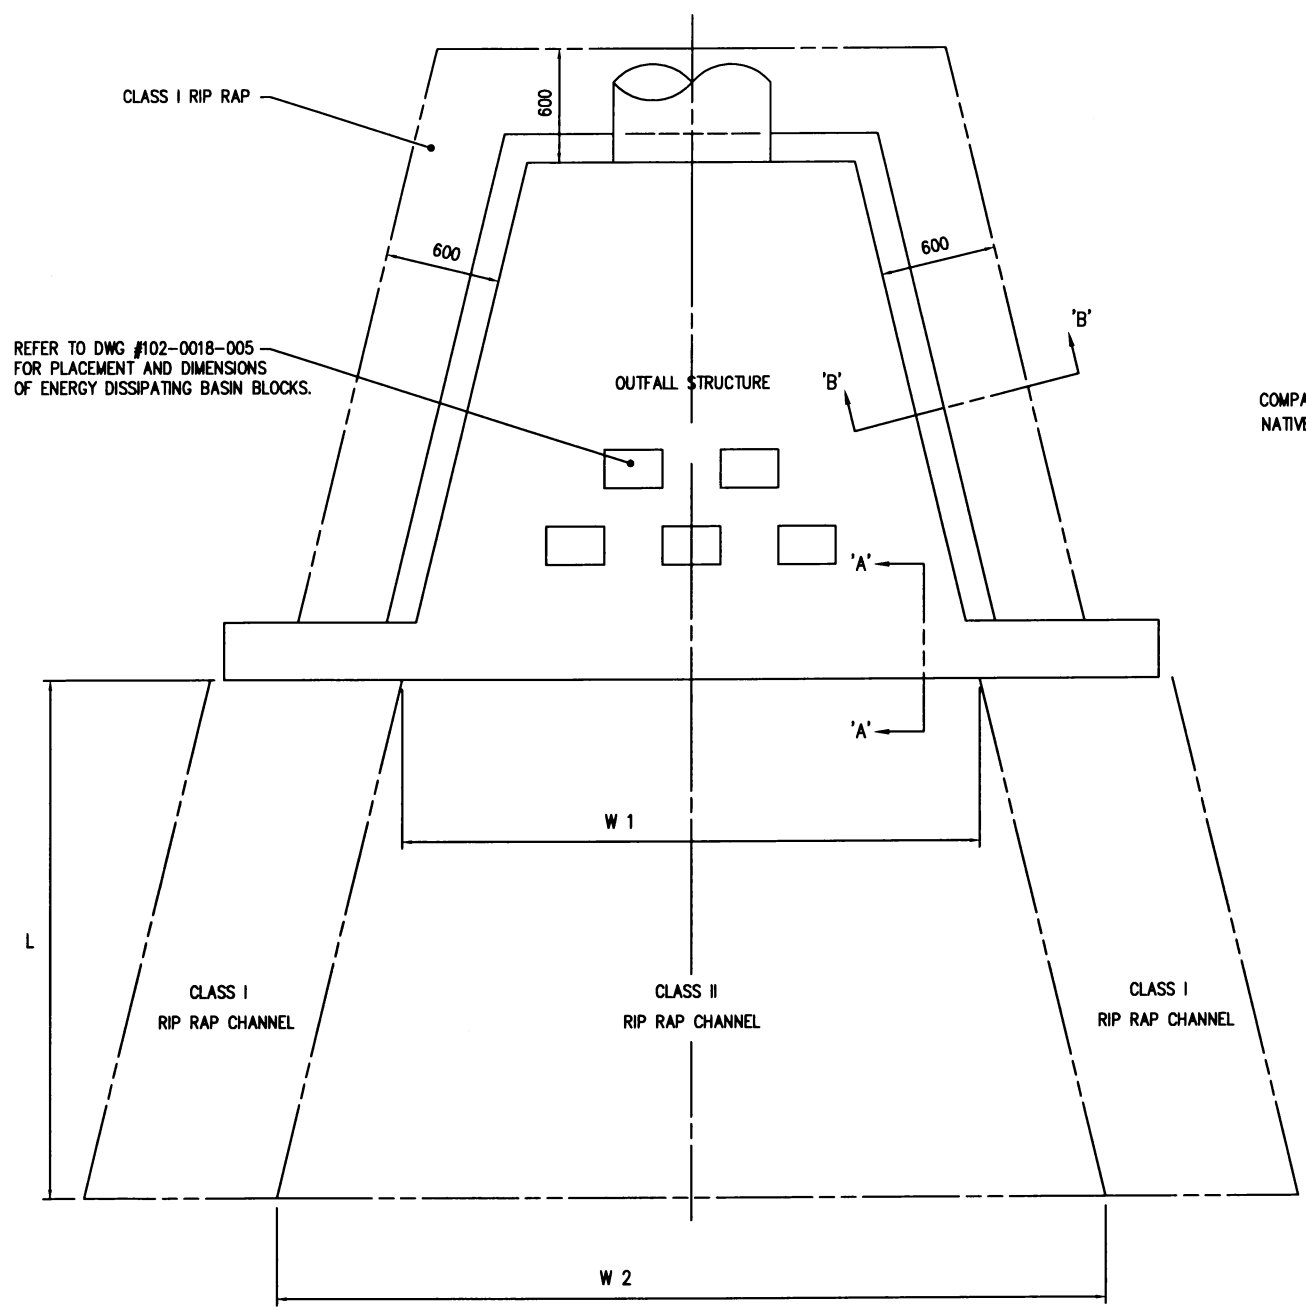 CLASS I RIP RAP
600
600
600
'B'
REFER TO DWG #102-0018-005
FOR PLACEMENT AND DIMENSIONS
OF ENERGY DISSIPATING BASIN BLOCKS.
OUTFALL STRUCTURE
'B'
COMPA
NATIVE
'A'
'A'
W 1
L
CLASS I
RIP RAP CHANNEL
CLASS II
RIP RAP CHANNEL
CLASS I
RIP RAP CHANNEL
W 2